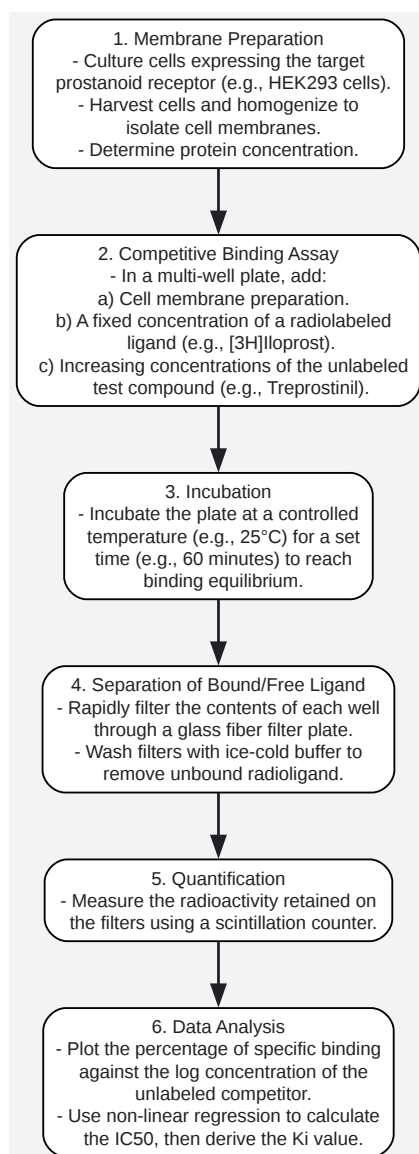 1. Membrane Preparation
- Culture cells expressing the target
prostanoid receptor (e.g., HEK293 cells).
- Harvest cells and homogenize to
isolate cell membranes.
- Determine protein concentration.
2. Competitive Binding Assay
- In a multi-well plate, add:
a) Cell membrane preparation.
b) A fixed concentration of a radiolabeled
ligand (e.g., [3H]Iloprost).
c) Increasing concentrations of the unlabeled
test compound (e.g., Treprostinil).
3. Incubation
- Incubate the plate at a controlled
temperature (e.g., 25°C) for a set
time (e.g., 60 minutes) to reach
binding equilibrium.
4. Separation of Bound/Free Ligand
- Rapidly filter the contents of each well
through a glass fiber filter plate.
- Wash filters with ice-cold buffer to
remove unbound radioligand.
5. Quantification
- Measure the radioactivity retained on
the filters using a scintillation counter.
6. Data Analysis
- Plot the percentage of specific binding
against the log concentration of the
unlabeled competitor.
- Use non-linear regression to calculate
the IC50, then derive the Ki value.